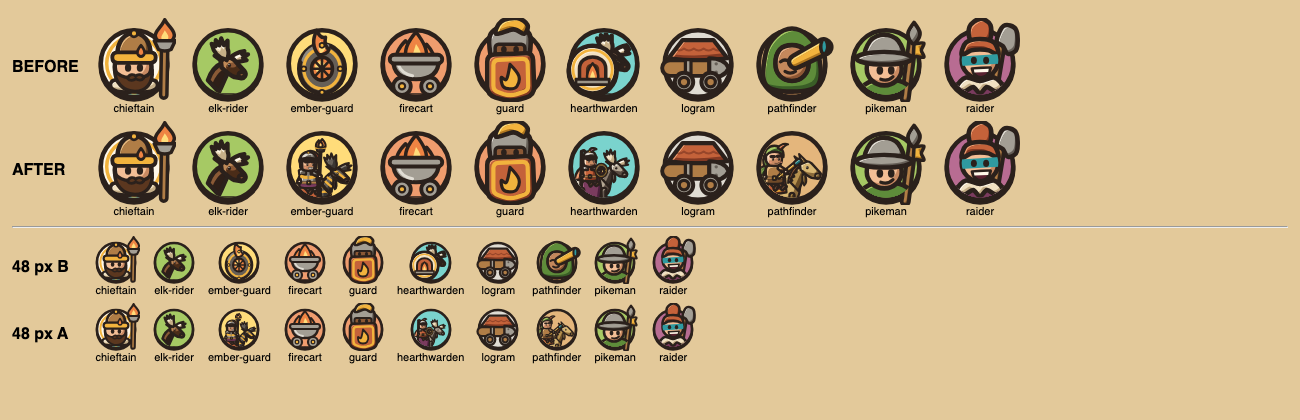 BEFORE
chieftain elk-rider ember-guard firecart guard hearthwarden logram pathfinder pikeman raider
AFTER
chieftain elk-rider ember-guard firecart guard hearthwarden logram pathfinder pikeman raider
48 px B
chieftain elk-rider ember-guard firecart guard hearthwarden logram pathfinder pikeman raider
48 px A
chieftain elk-rider ember-guard firecart guard hearthwarden logram pathfinder pikeman raider